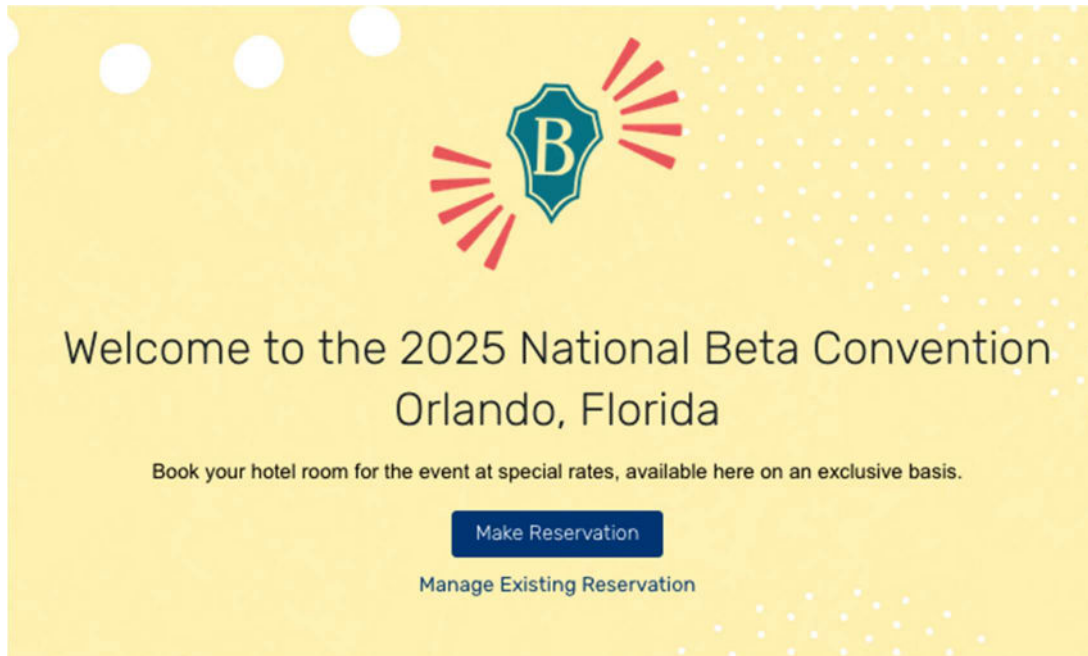 B
Welcome to the 2025 National Beta Convention
Orlando, Florida
Book your hotel room for the event at special rates, available here on an exclusive basis.
Make Reservation
Manage Existing Reservation